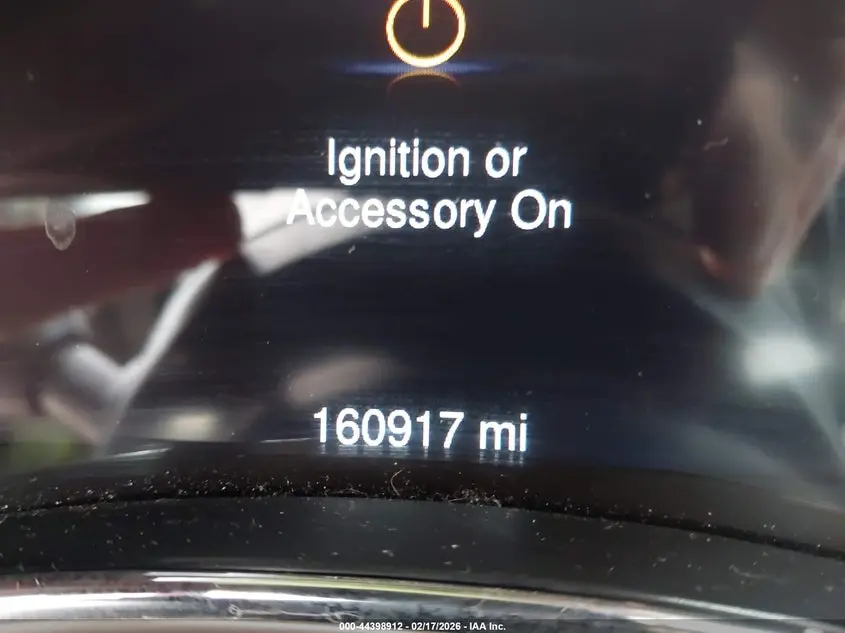 Ignition or
Accessory On
160917 mi
000-44398912 - 02/17/2026 - IAA Inc.